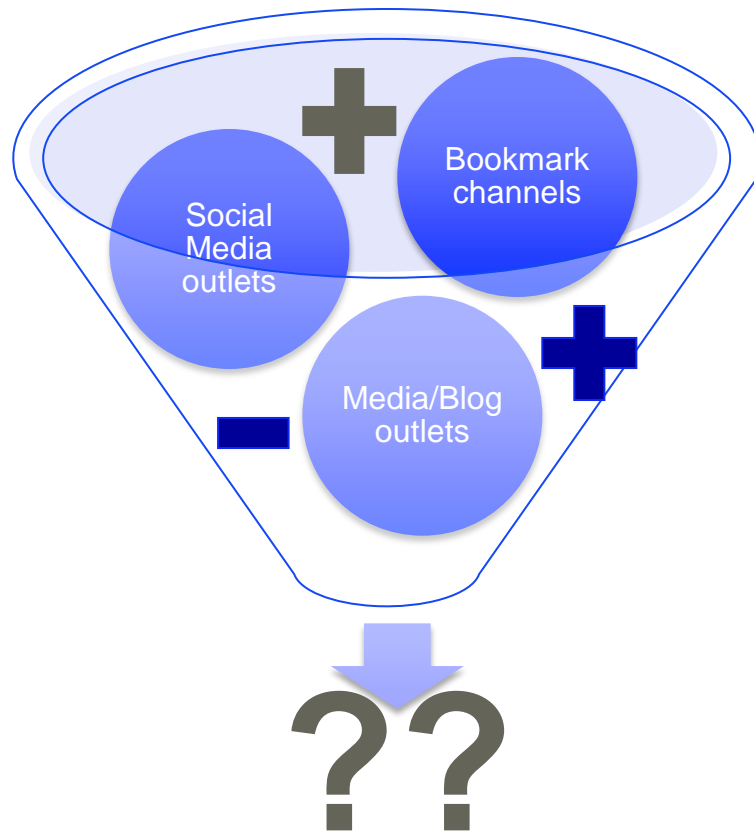 Bookmark
channels
Social
Media
outlets
Media/Blog
outlets
??